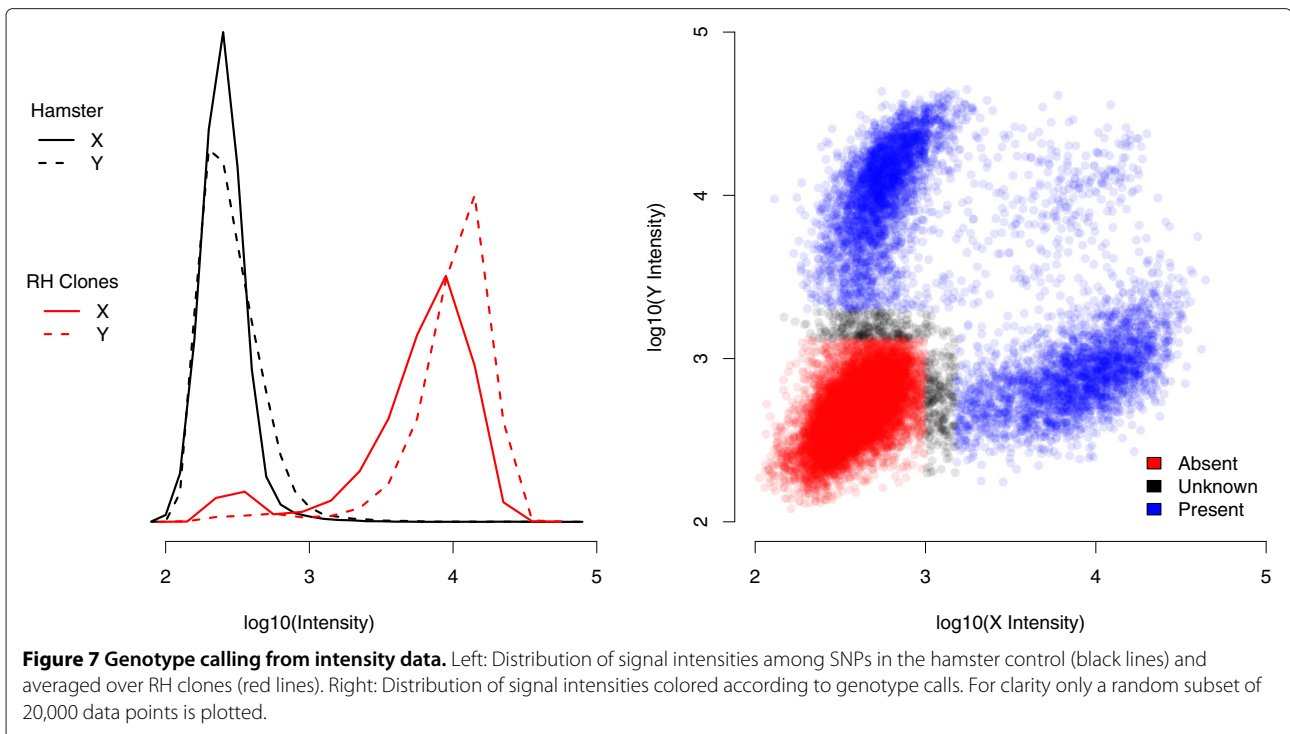 Hamster
X
Y
RH Clones
X
Y
2
3
4
5
log10(Intensity)
5
4
3
2
log10(Y Intensity)
Absent
Unknown
Present
2
3
4
5
log10(X Intensity)
Figure 7 Genotype calling from intensity data. Left: Distribution of signal intensities among SNPs in the hamster control (black lines) and
averaged over RH clones (red lines). Right: Distribution of signal intensities colored according to genotype calls. For clarity only a random subset of
20,000 data points is plotted.